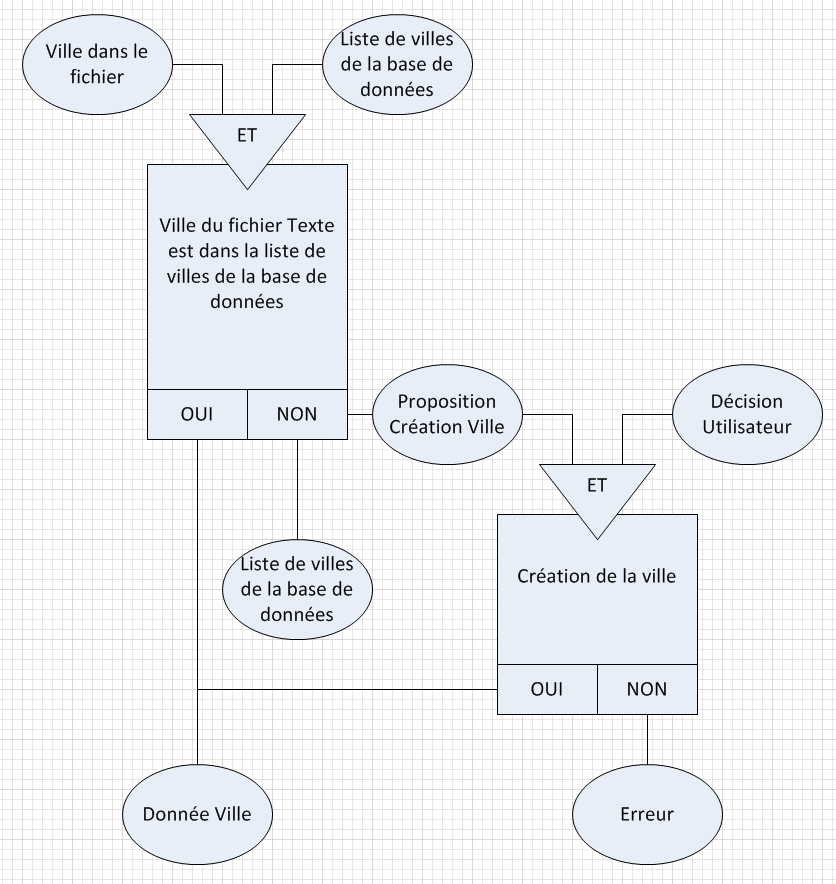 Ville dans le
fichier
Liste de villes
de la base de
données
ET
Ville du fichier Texte
est dans la liste de
villes de la base de
données
OUI
NON
Proposition
Création Ville
Décision
Utilisateur
ET
Liste de villes
de la base de
données
Création de la ville
OUI
NON
Donnée Ville
Erreur